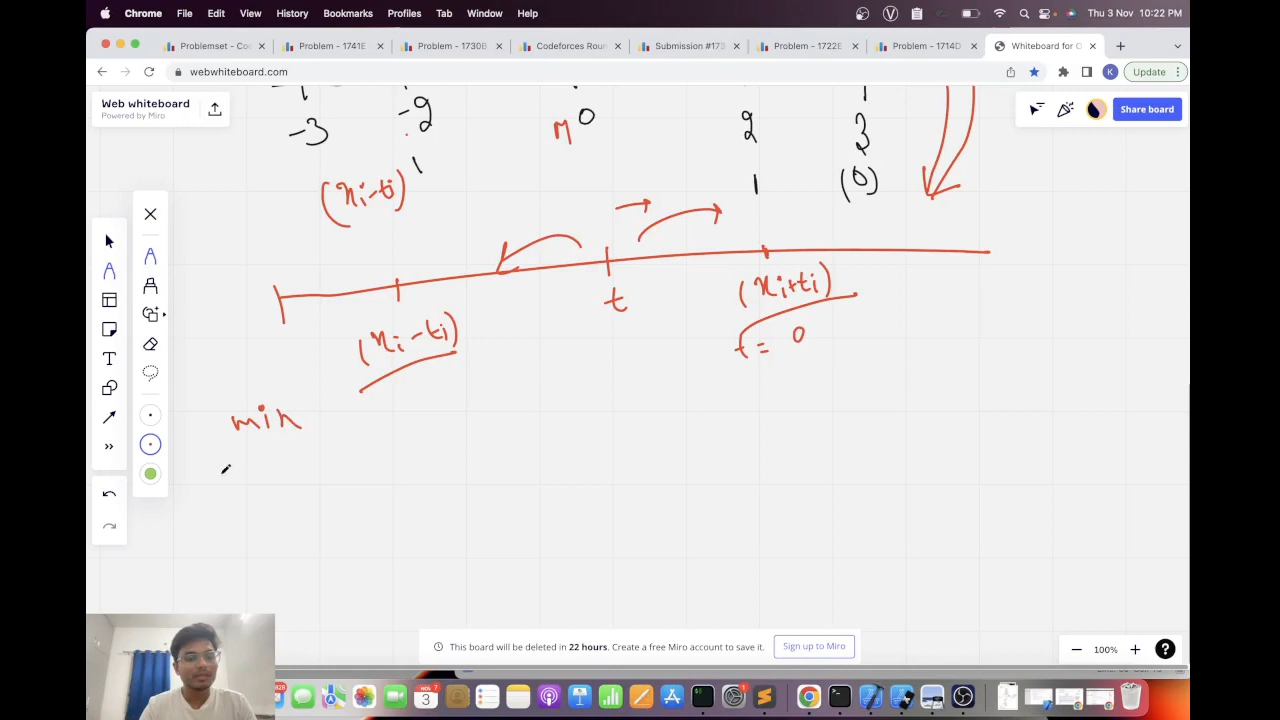 Chrome File Edit View History Bookmarks Profiles Tab Window Help
Thu 3 Nov 10:22 PM
Problemset - Co
Problem - 1741E
Problem - 1730B
Codeforces Roun
Submission #173
Problem - 1722E
Problem - 1714D
Whiteboard for O
webwhiteboard.com
K
Update
Web whiteboard
Powered by Miro
Share board
-3 -2 0 2 3
1 1 (0)
(xi-ti)
t
(xi+ti)
(xi-ti)
t = 0
min
This board will be deleted in 22 hours. Create a free Miro account to save it.
Sign up to Miro
100%